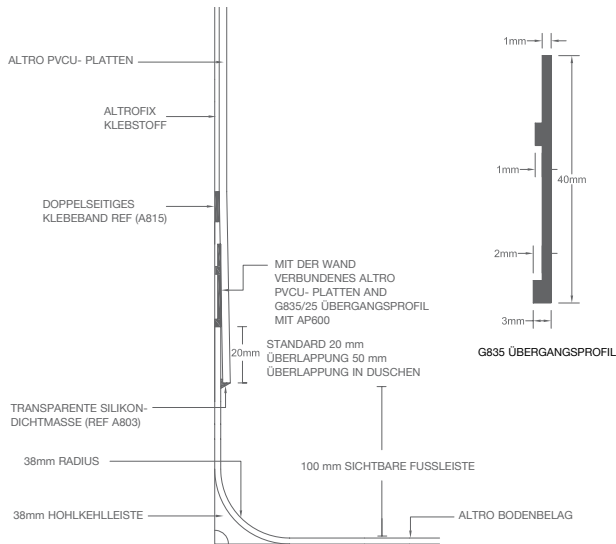 ALTRO PVCU- PLATTEN
ALTROFIX
KLEBSTOFF
DOPPELSEITIGES
KLEBEBAND REF (A815)
MIT DER WAND
VERBUNDENES ALTRO
PVCU- PLATTEN AND
G835/25 ÜBERGANGSPROFIL
MIT AP600
20mm
STANDARD 20 mm
ÜBERLAPPUNG 50 mm
ÜBERLAPPUNG IN DUSCHEN
TRANSPARENTE SILIKON-
DICHTMASSE (REF A803)
38mm RADIUS
100 mm SICHTBARE FUSSLEISTE
38mm HOHLKEHLLEISTE
ALTRO BODENBELAG
1mm
1mm
40mm
2mm
3mm
G835 ÜBERGANGSPROFIL